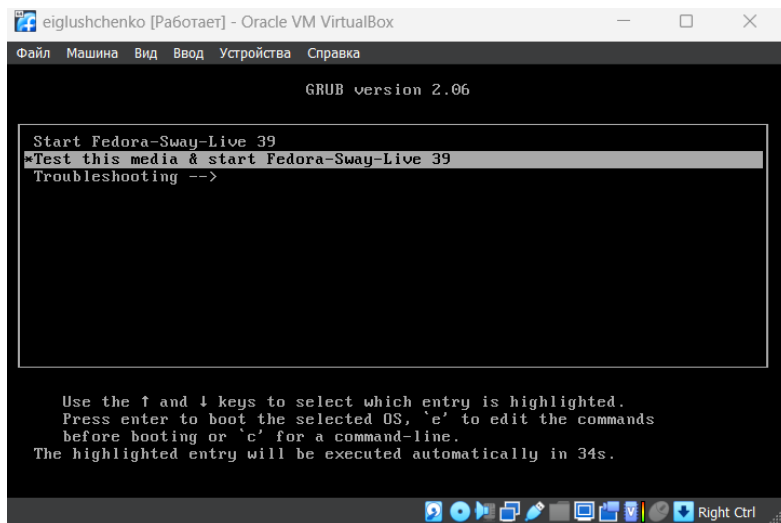 eiglushchenko [Работает] - Oracle VM VirtualBox
Файл Машина Вид Ввод Устройства Справка
GRUB version 2.06
Start Fedora-Sway-Live 39
*Test this media & start Fedora-Sway-Live 39
Troubleshooting -->
Use the ↑ and ↓ keys to select which entry is highlighted.
Press enter to boot the selected OS, `e' to edit the commands
before booting or `c' for a command-line.
The highlighted entry will be executed automatically in 34s.
Right Ctrl